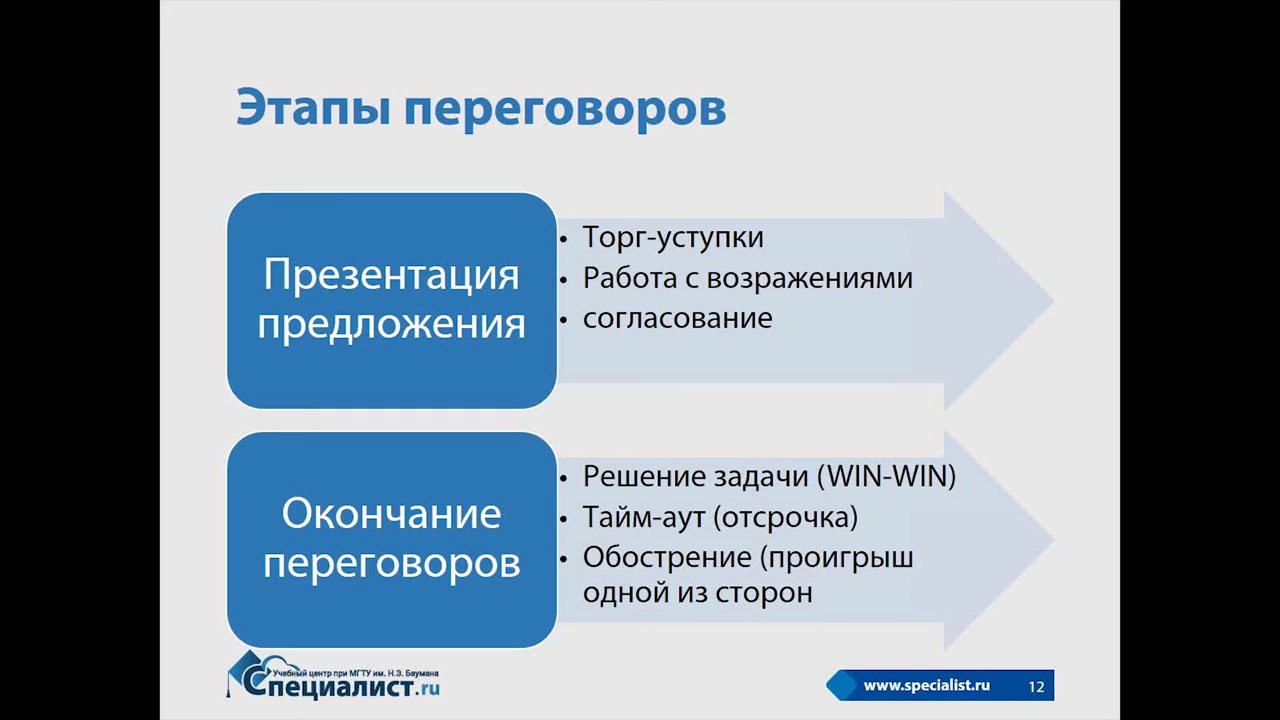 Этапы переговоров
Презентация
предложения
• Торг-уступки
• Работа с возражениями
• согласование
Окончание
переговоров
• Решение задачи (WIN-WIN)
• Тайм-аут (отсрочка)
• Обострение (проигрыш
одной из сторон
Учебный центр при МГТУ им. Н.Э. Баумана
Специалист.ru
www.specialist.ru
12